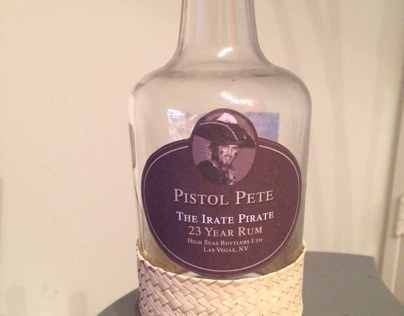 Pistol Pete
The Irate Pirate
23 Year Rum
High Seas Bottlers Ltd
Las Vegas, NV